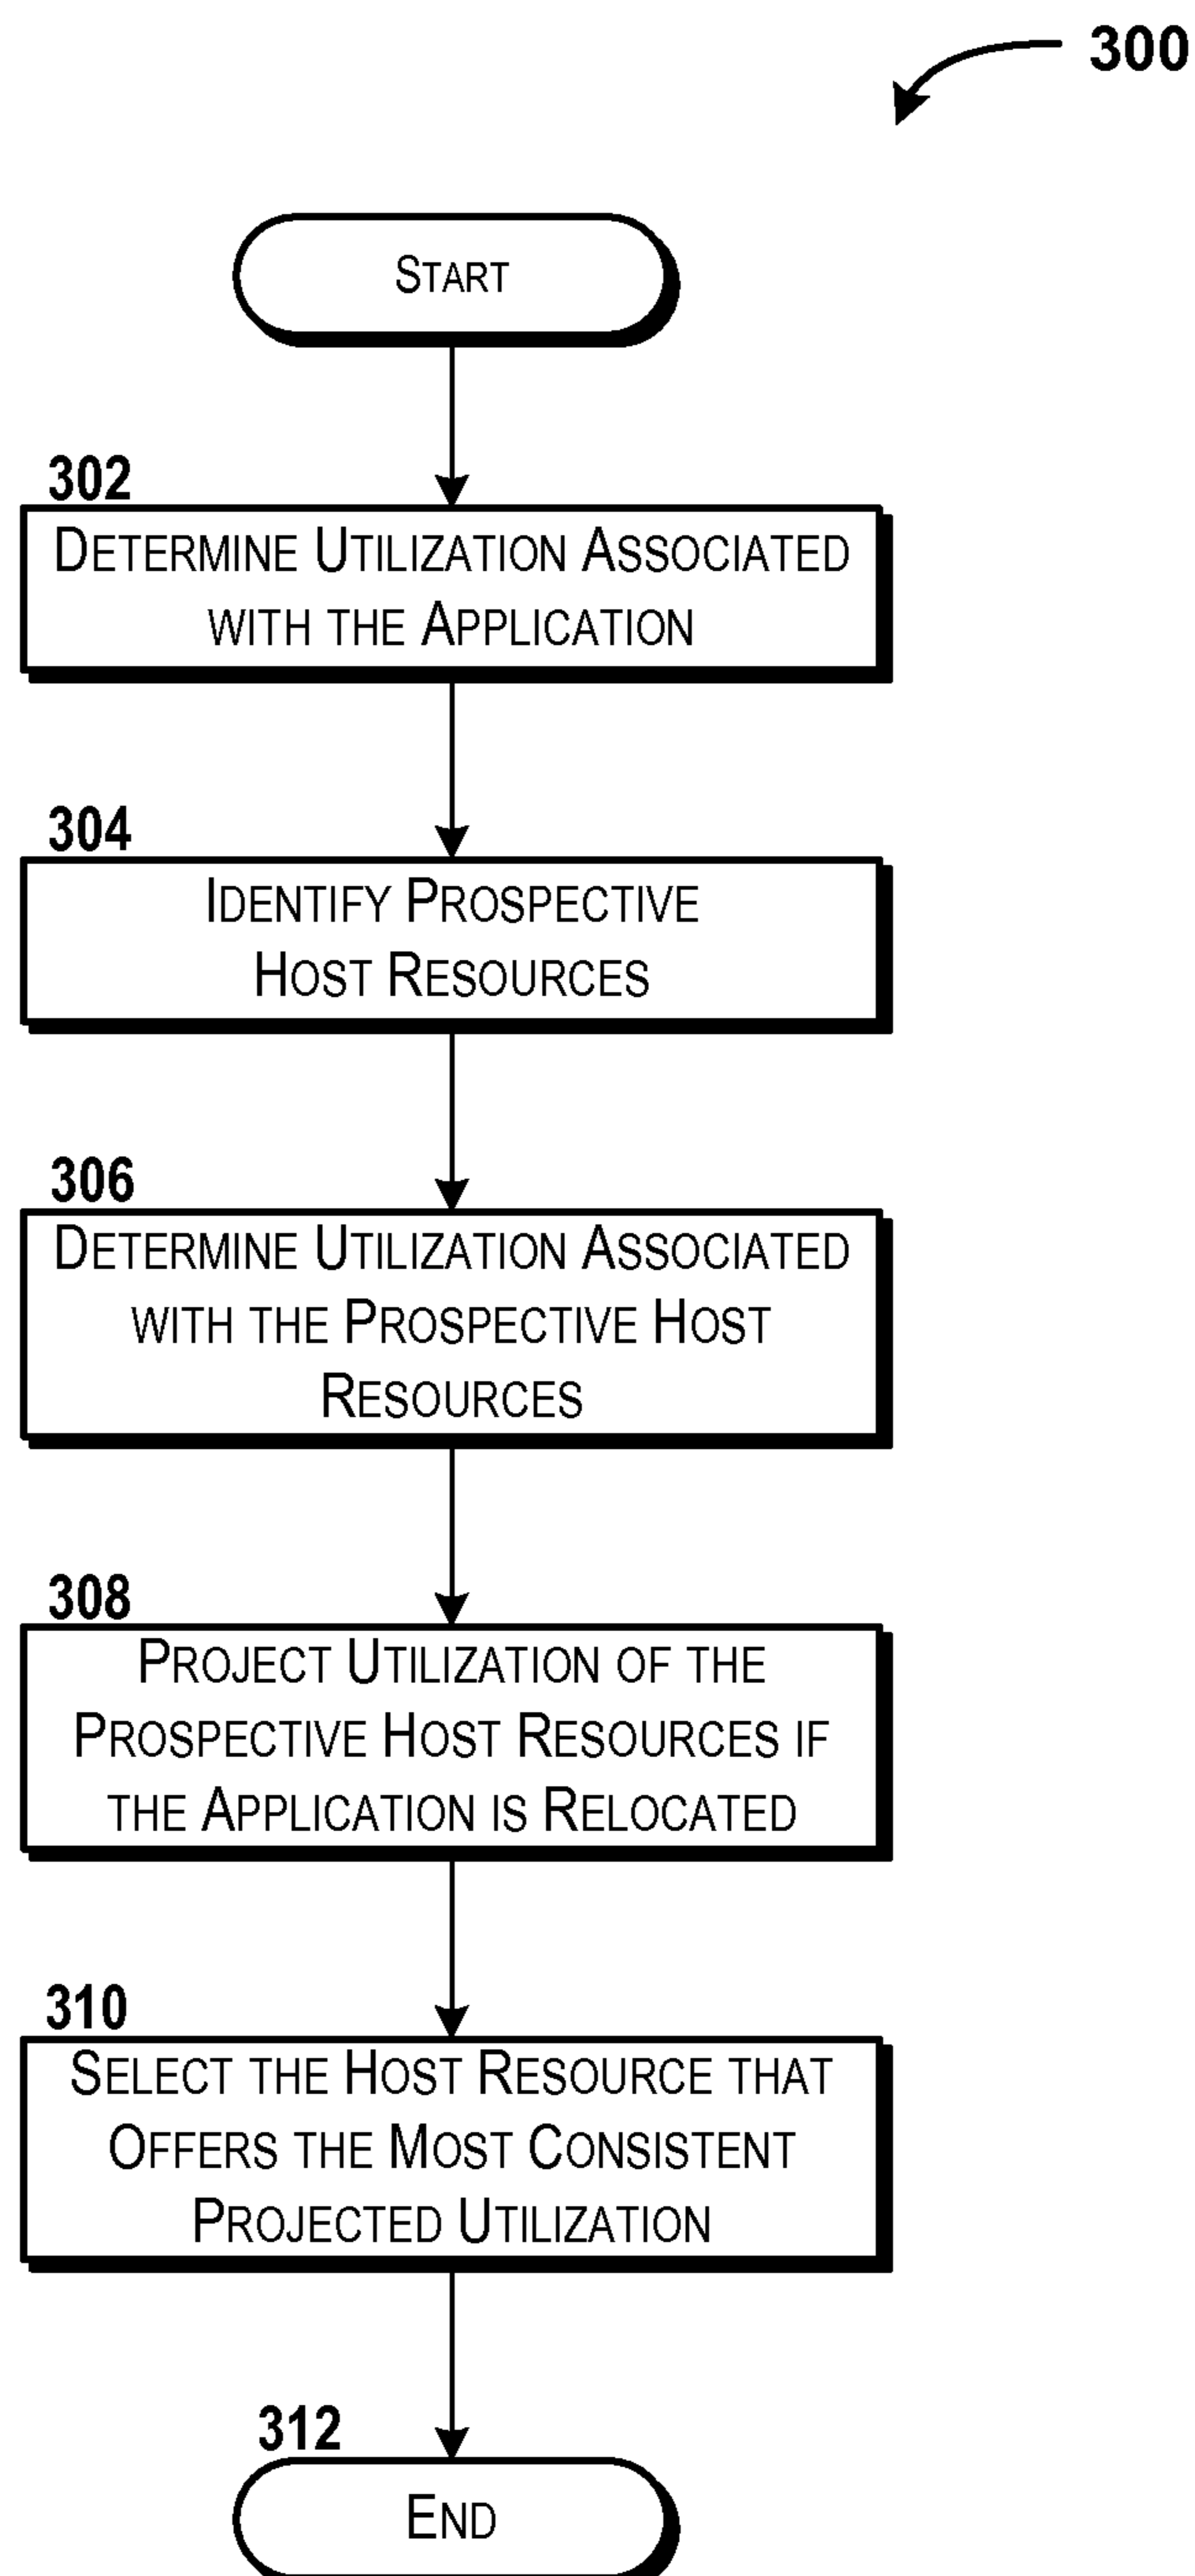 300
START
302
DETERMINE UTILIZATION ASSOCIATED
WITH THE APPLICATION
304
IDENTIFY PROSPECTIVE
HOST RESOURCES
306
DETERMINE UTILIZATION ASSOCIATED
WITH THE PROSPECTIVE HOST
RESOURCES
308
PROJECT UTILIZATION OF THE
PROSPECTIVE HOST RESOURCES IF
THE APPLICATION IS RELOCATED
310
SELECT THE HOST RESOURCE THAT
OFFERS THE MOST CONSISTENT
PROJECTED UTILIZATION
312
END